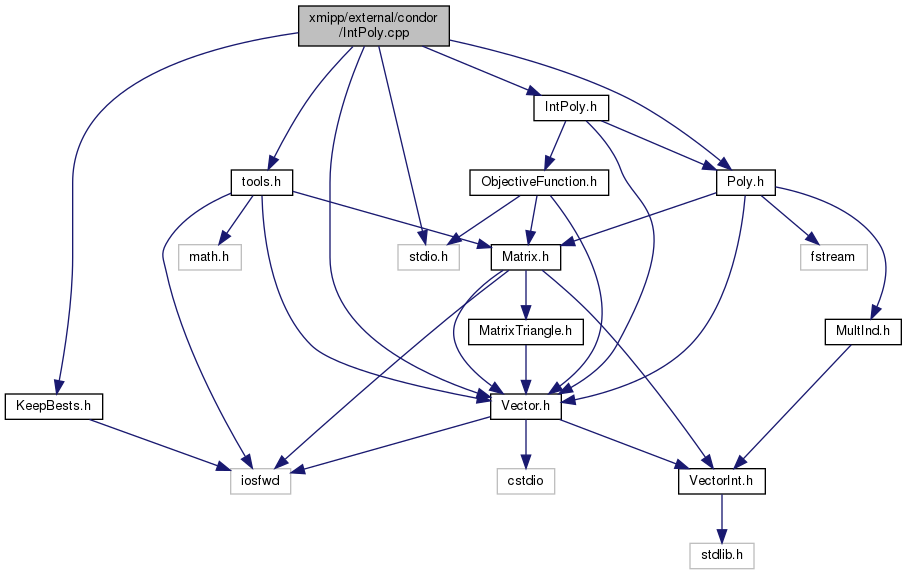 xmipp/external/condor
/IntPoly.cpp
IntPoly.h
tools.h
ObjectiveFunction.h
Poly.h
math.h
stdio.h
Matrix.h
fstream
MatrixTriangle.h
MultInd.h
KeepBests.h
Vector.h
iosfwd
cstdio
VectorInt.h
stdlib.h